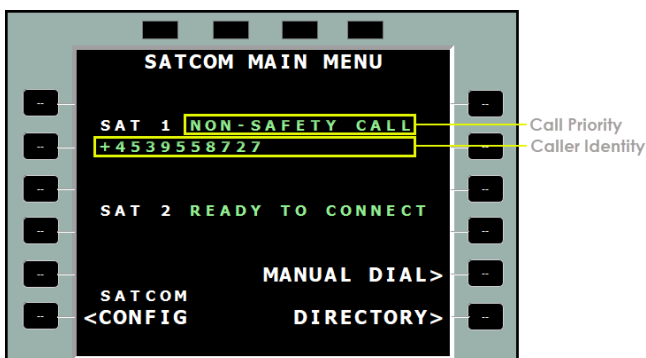 SATCOM MAIN MENU
SAT 1 NON-SAFETY CALL
Call Priority
+4539558727
Caller Identity
SAT 2 READY TO CONNECT
MANUAL DIAL>
SATCOM
<CONFIG DIRECTORY>
--
--
--
--
--
--
--
--
--
--
--
--